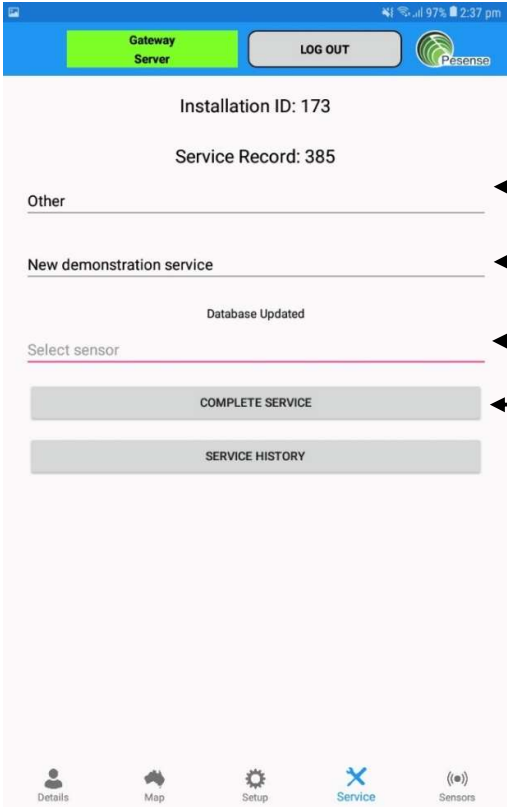 97% 2:37 pm
Gateway
Server
LOG OUT
Pesense
Installation ID: 173
Service Record: 385
Other
New demonstration service
Database Updated
Select sensor
COMPLETE SERVICE
SERVICE HISTORY
Details Map Setup Service Sensors